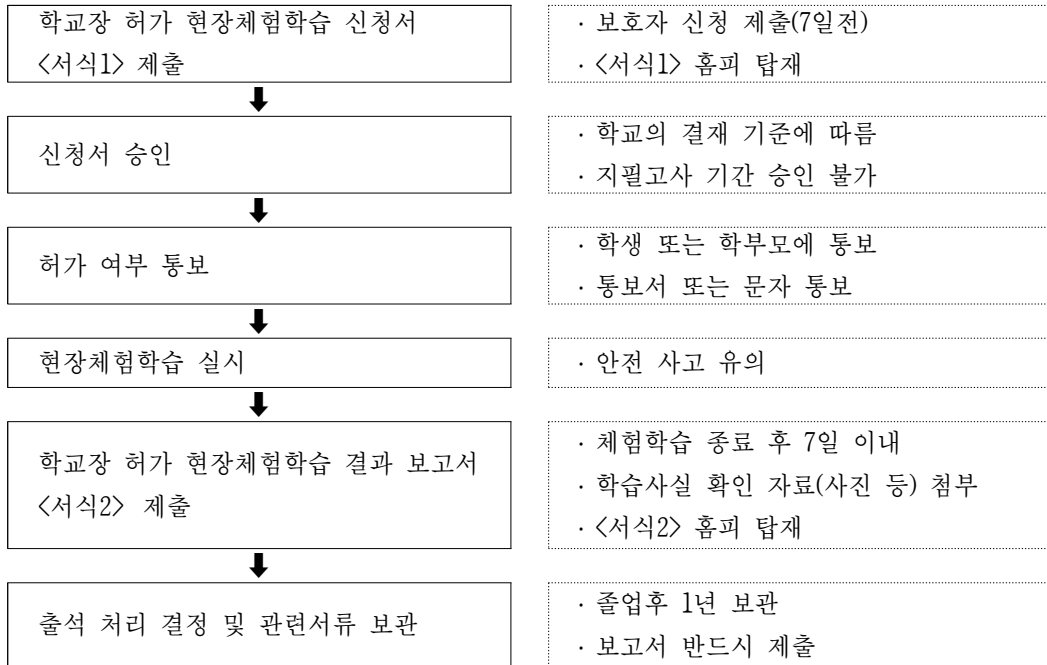 학교장 허가 현장체험학습 신청서
<서식1> 제출
· 보호자 신청 제출(7일전)
· <서식1> 홈피 탑재
신청서 승인
· 학교의 결재 기준에 따름
· 지필고사 기간 승인 불가
허가 여부 통보
· 학생 또는 학부모에 통보
· 통보서 또는 문자 통보
현장체험학습 실시
· 안전 사고 유의
학교장 허가 현장체험학습 결과 보고서
<서식2> 제출
· 체험학습 종료 후 7일 이내
· 학습사실 확인 자료(사진 등) 첨부
· <서식2> 홈피 탑재
출석 처리 결정 및 관련서류 보관
· 졸업후 1년 보관
· 보고서 반드시 제출